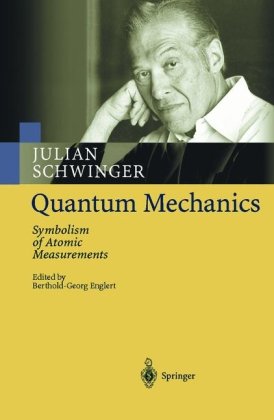 JULIAN
SCHWINGER
Quantum Mechanics
Symbolism
of Atomic
Measurements
Edited by
Berthold-Georg Englert
Springer